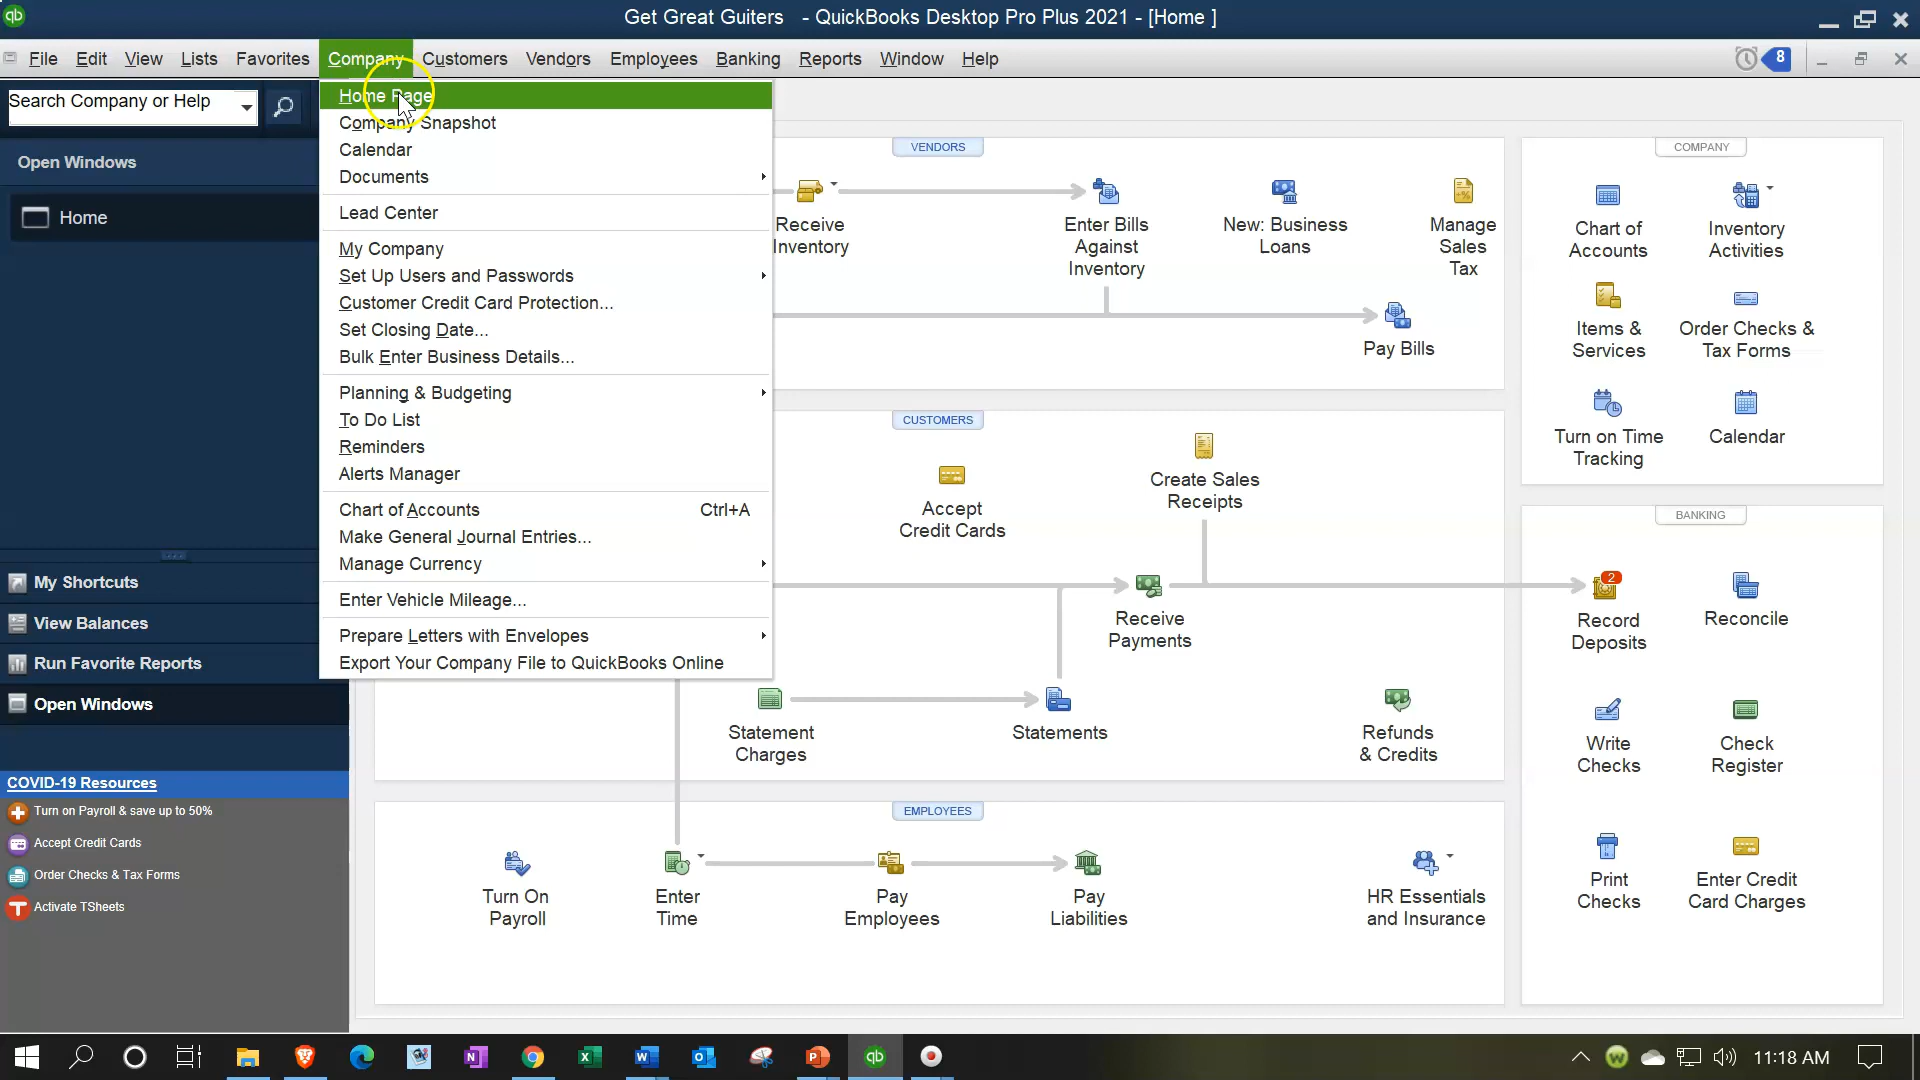 qb
Get Great Guiters - QuickBooks Desktop Pro Plus 2021 - [Home ]
File Edit View Lists Favorites Company Customers Vendors Employees Banking Reports Window Help
8
Search Company or Help
Open Windows
Home
My Shortcuts
View Balances
Run Favorite Reports
Open Windows
COVID-19 Resources
Turn on Payroll & save up to 50%
Accept Credit Cards
Order Checks & Tax Forms
Activate TSheets
Home Page
Company Snapshot
Calendar
Documents
Lead Center
My Company
Set Up Users and Passwords
Customer Credit Card Protection...
Set Closing Date...
Bulk Enter Business Details...
Planning & Budgeting
To Do List
Reminders
Alerts Manager
Chart of Accounts Ctrl+A
Make General Journal Entries...
Manage Currency
Enter Vehicle Mileage...
Prepare Letters with Envelopes
Export Your Company File to QuickBooks Online
VENDORS
Receive
Inventory
Enter Bills
Against
Inventory
New: Business
Loans
Manage
Sales
Tax
Pay Bills
CUSTOMERS
Accept
Credit Cards
Create Sales
Receipts
Receive
Payments
Statement
Charges
Statements
Refunds
& Credits
EMPLOYEES
Turn On
Payroll
Enter
Time
Pay
Employees
Pay
Liabilities
HR Essentials
and Insurance
COMPANY
Chart of
Accounts
Inventory
Activities
Items &
Services
Order Checks &
Tax Forms
Turn on Time
Tracking
Calendar
BANKING
2
Record
Deposits
Reconcile
Write
Checks
Check
Register
Print
Checks
Enter Credit
Card Charges
11:18 AM